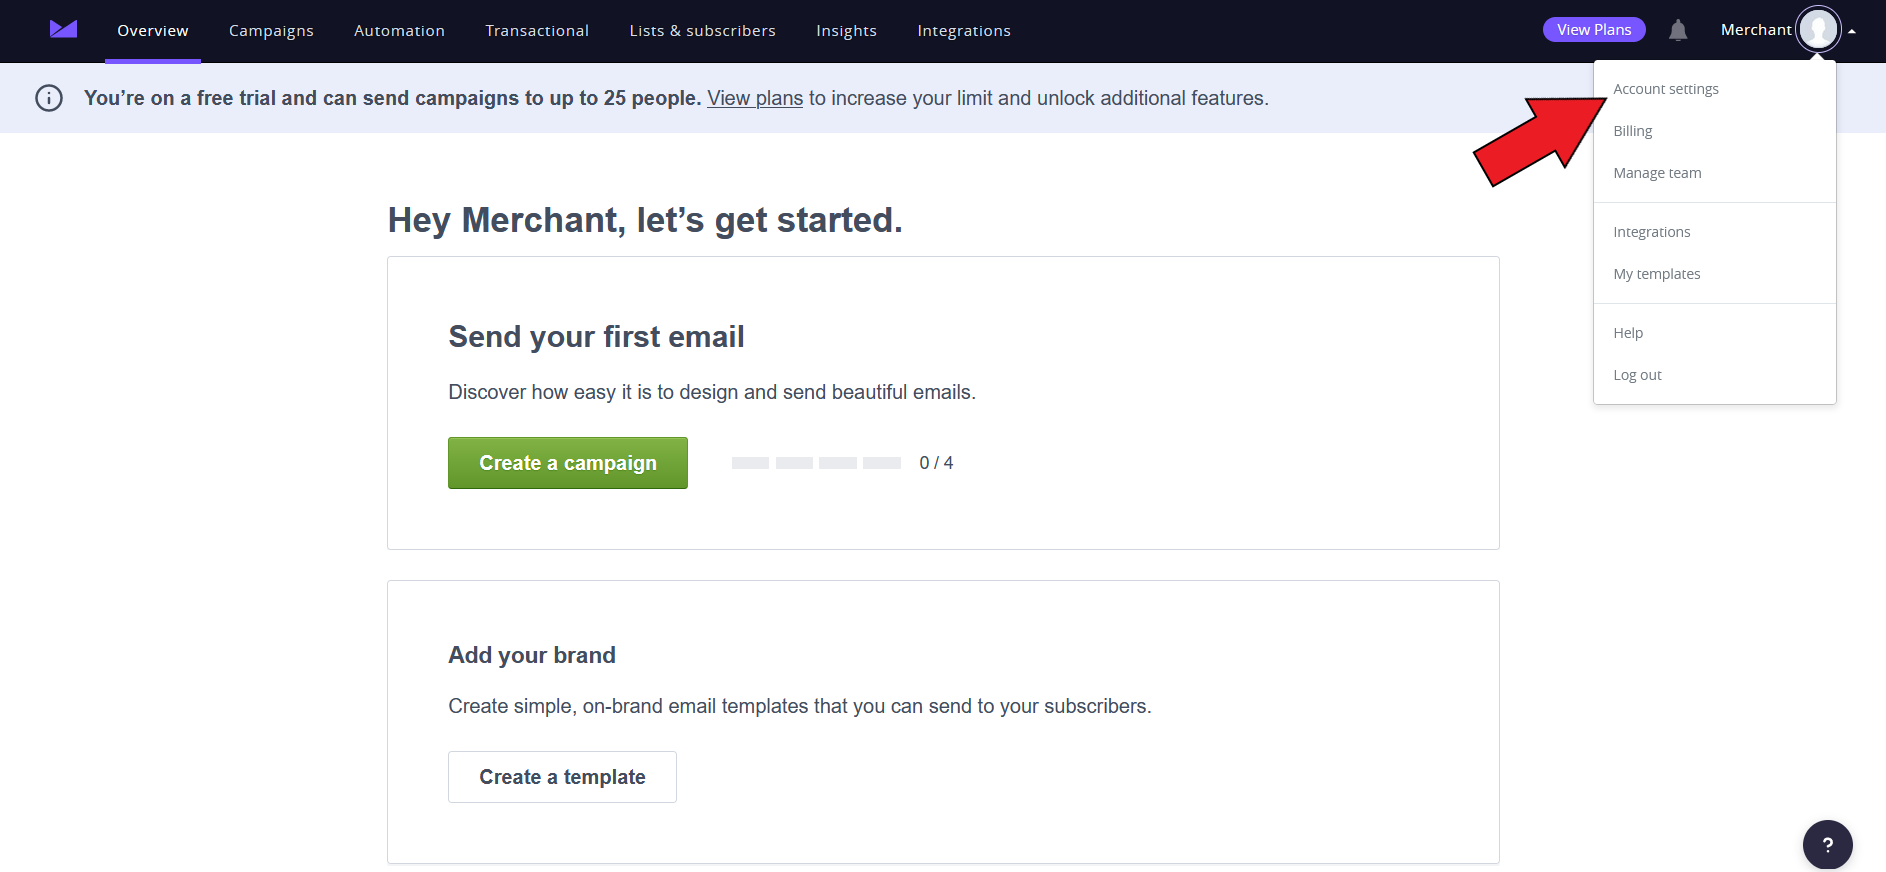 Overview Campaigns Automation Transactional Lists & subscribers Insights Integrations View Plans Merchant
You’re on a free trial and can send campaigns to up to 25 people. View plans to increase your limit and unlock additional features.
Account settings
Billing
Manage team
Integrations
My templates
Help
Log out
Hey Merchant, let’s get started.
Send your first email
Discover how easy it is to design and send beautiful emails.
Create a campaign 0 / 4
Add your brand
Create simple, on-brand email templates that you can send to your subscribers.
Create a template
?